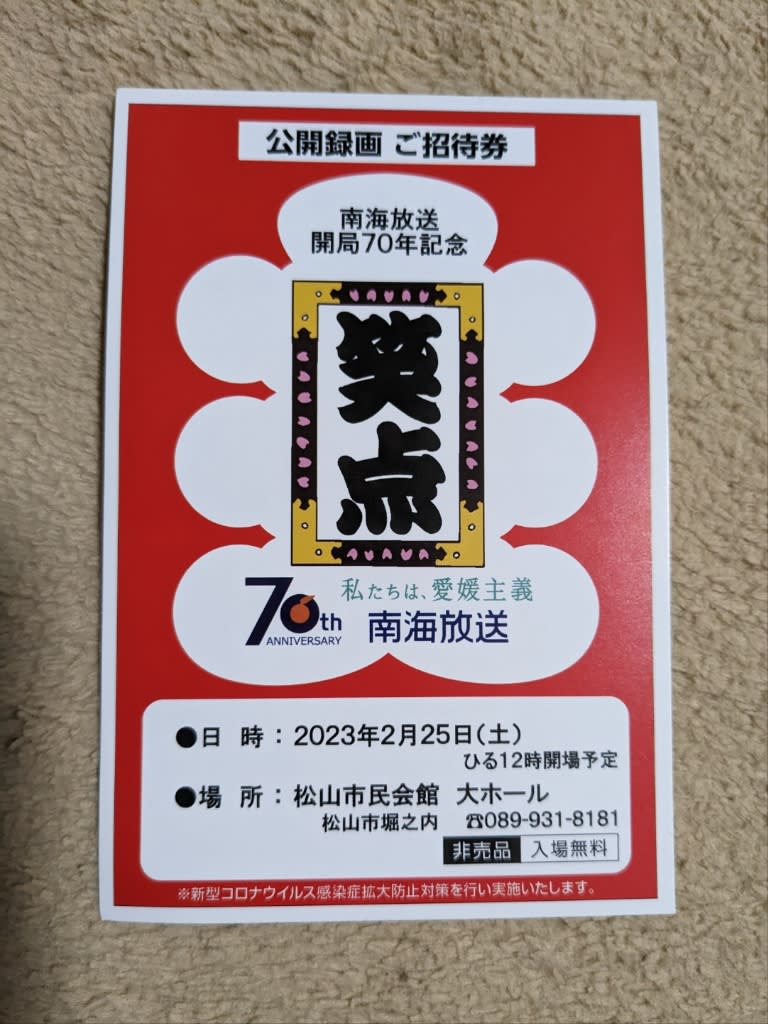 公開録画 ご招待券
南海放送
開局70年記念
笑点
私たちは、愛媛主義
70th
ANNIVERSARY
南海放送
●日 時：2023年2月25日（土）
ひる12時開場予定
●場 所：松山市民会館 大ホール
松山市堀之内 ☎089-931-8181
非売品 入場無料
※新型コロナウイルス感染症拡大防止対策を行い実施いたします。